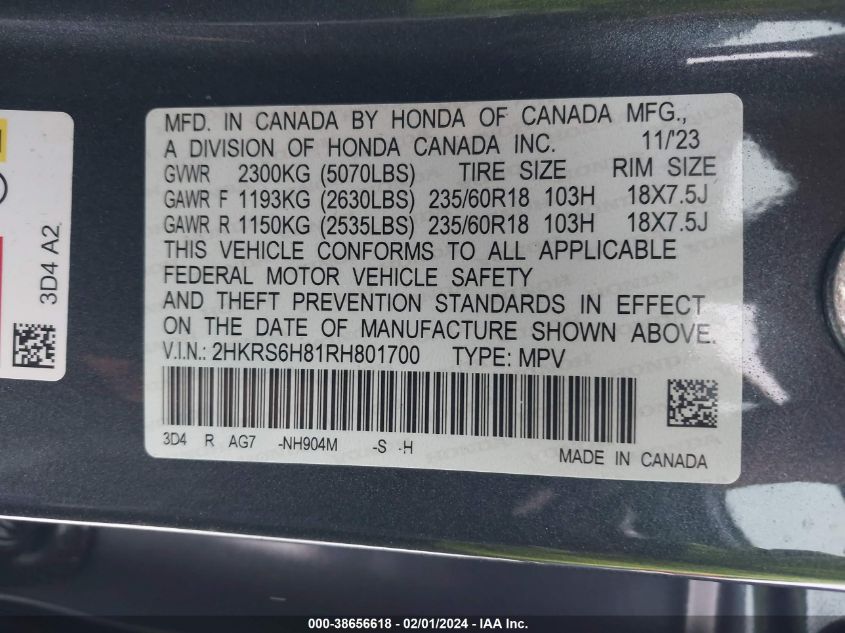 MFD. IN CANADA BY HONDA OF CANADA MFG.,
A DIVISION OF HONDA CANADA INC. 11/23
GVWR 2300KG (5070LBS) TIRE SIZE RIM SIZE
GAWR F 1193KG (2630LBS) 235/60R18 103H 18X7.5J
GAWR R 1150KG (2535LBS) 235/60R18 103H 18X7.5J
THIS VEHICLE CONFORMS TO ALL APPLICABLE
FEDERAL MOTOR VEHICLE SAFETY
AND THEFT PREVENTION STANDARDS IN EFFECT
ON THE DATE OF MANUFACTURE SHOWN ABOVE.
V.I.N.: 2HKRS6H81RH801700 TYPE: MPV
3D4 R AG7 -NH904M -S -H
MADE IN CANADA
3D4 A2
000-38656618 - 02/01/2024 - IAA Inc.